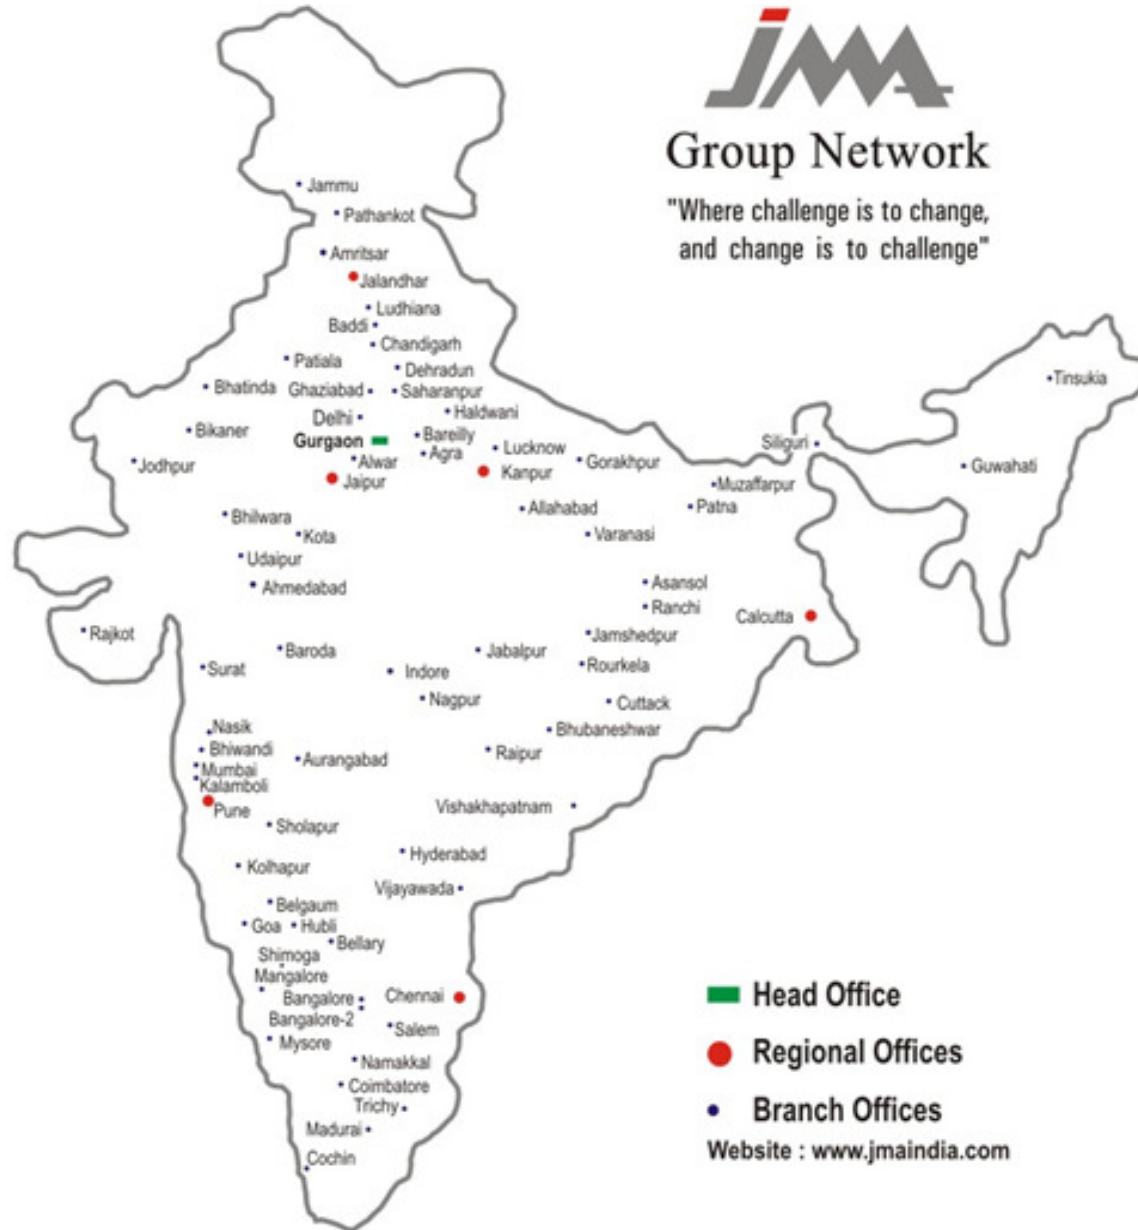 JMA
Group Network
"Where challenge is to change,
and change is to challenge"
Jammu
Pathankot
Amritsar
Jalandhar
Ludhiana
Baddi
Chandigarh
Patiala
Dehradun
Bhatinda
Ghaziabad
Saharanpur
Tinsukia
Haldwani
Delhi
Bikaner
Bareilly
Gurgaon
Lucknow
Siliguri
Agra
Alwar
Gorakhpur
Jodhpur
Guwahati
Kanpur
Jaipur
Muzaffarpur
Allahabad
Patna
Bhilwara
Kota
Varanasi
Udaipur
Ahmedabad
Asansol
Ranchi
Calcutta
Rajkot
Jamshedpur
Baroda
Jabalpur
Surat
Indore
Rourkela
Nagpur
Cuttack
Nasik
Bhubaneshwar
Bhiwandi
Raipur
Aurangabad
Mumbai
Kalamboli
Pune
Vishakhapatnam
Sholapur
Hyderabad
Kolhapur
Vijayawada
Belgaum
Goa
Hubli
Bellary
Shimoga
Mangalore
Chennai
Bangalore
Bangalore-2
Salem
Mysore
Namakkal
Coimbatore
Trichy
Madurai
Cochin
Head Office
Regional Offices
Branch Offices
Website : www.jmaindia.com